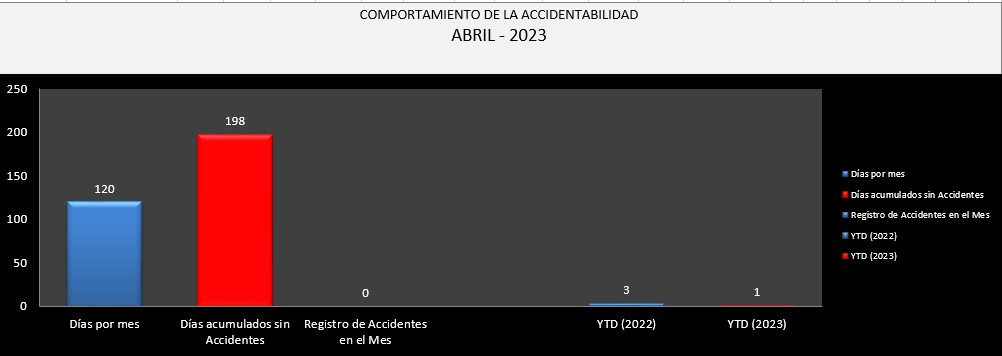 COMPORTAMIENTO DE LA ACCIDENTABILIDAD
ABRIL - 2023
250
200
150
100
50
0
120
198
0
3
1
Días por mes
Días acumulados sin
Accidentes
Registro de Accidentes
en el Mes
YTD (2022)
YTD (2023)
Días por mes
Días acumulados sin Accidentes
Registro de Accidentes en el Mes
YTD (2022)
YTD (2023)